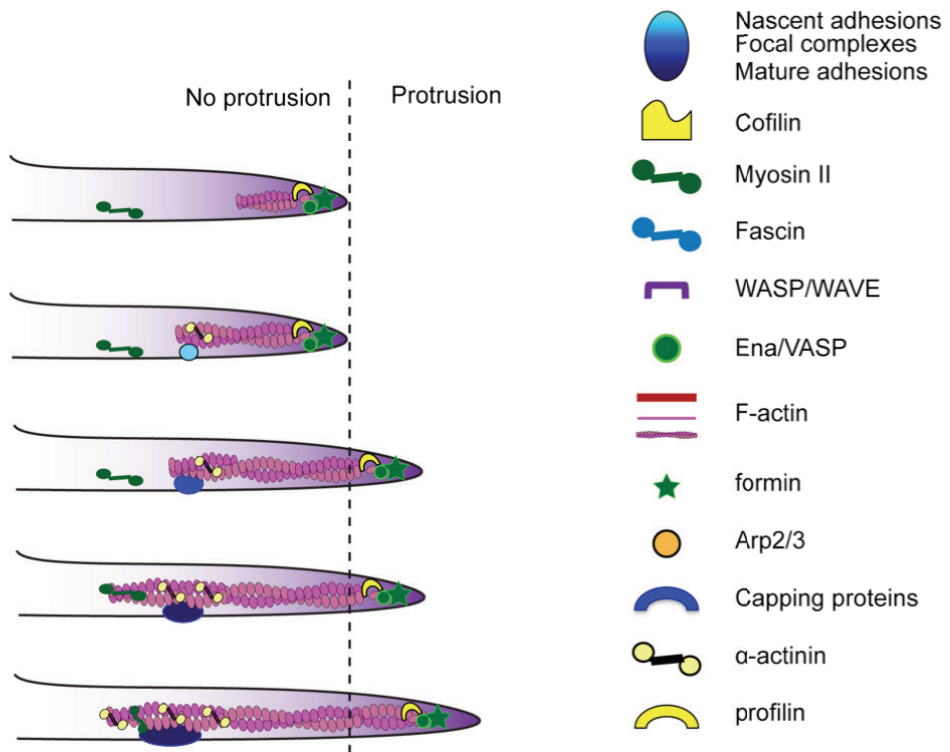 No protrusion
Protrusion
Nascent adhesions
Focal complexes
Mature adhesions
Cofilin
Myosin II
Fascin
WASP/WAVE
Ena/VASP
F-actin
formin
Arp2/3
Capping proteins
α-actinin
profilin